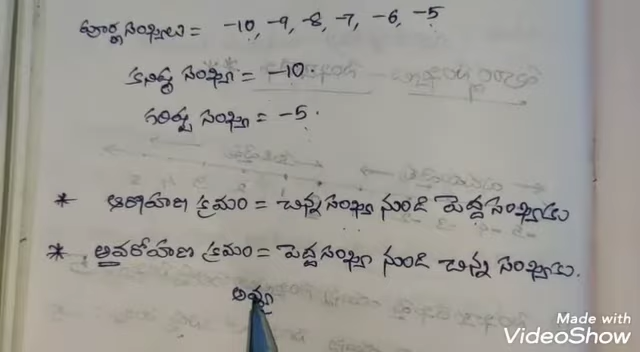 పూర్ణ సంఖ్యలు = -10, -9, -8, -7, -6, -5
కనిష్ఠ సంఖ్య = -10.
గరిష్ఠ సంఖ్య = -5.
* ఆరోహణ క్రమం = చిన్న సంఖ్య నుండి పెద్ద సంఖ్యకు
* అవరోహణ క్రమం = పెద్ద సంఖ్య నుండి చిన్న సంఖ్యకు.
Made with
VideoShow